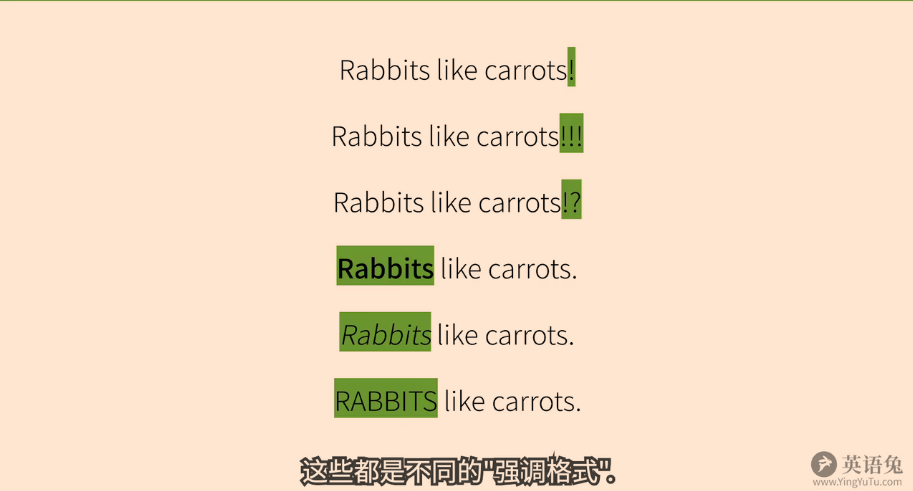 Rabbits like carrots!
Rabbits like carrots!!!
Rabbits like carrots!?
Rabbits like carrots.
Rabbits like carrots.
RABBITS like carrots.
这些都是不同的"强调格式".
英语兔
www.YingYuTu.com